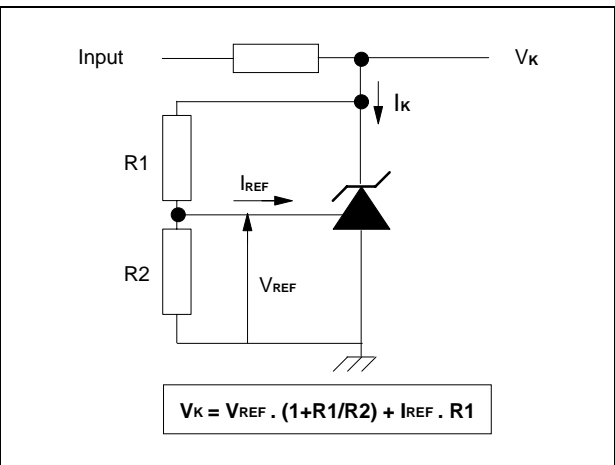 Input
VK
IK
R1
IREF
R2
VREF
VK = VREF . (1+R1/R2) + IREF . R1